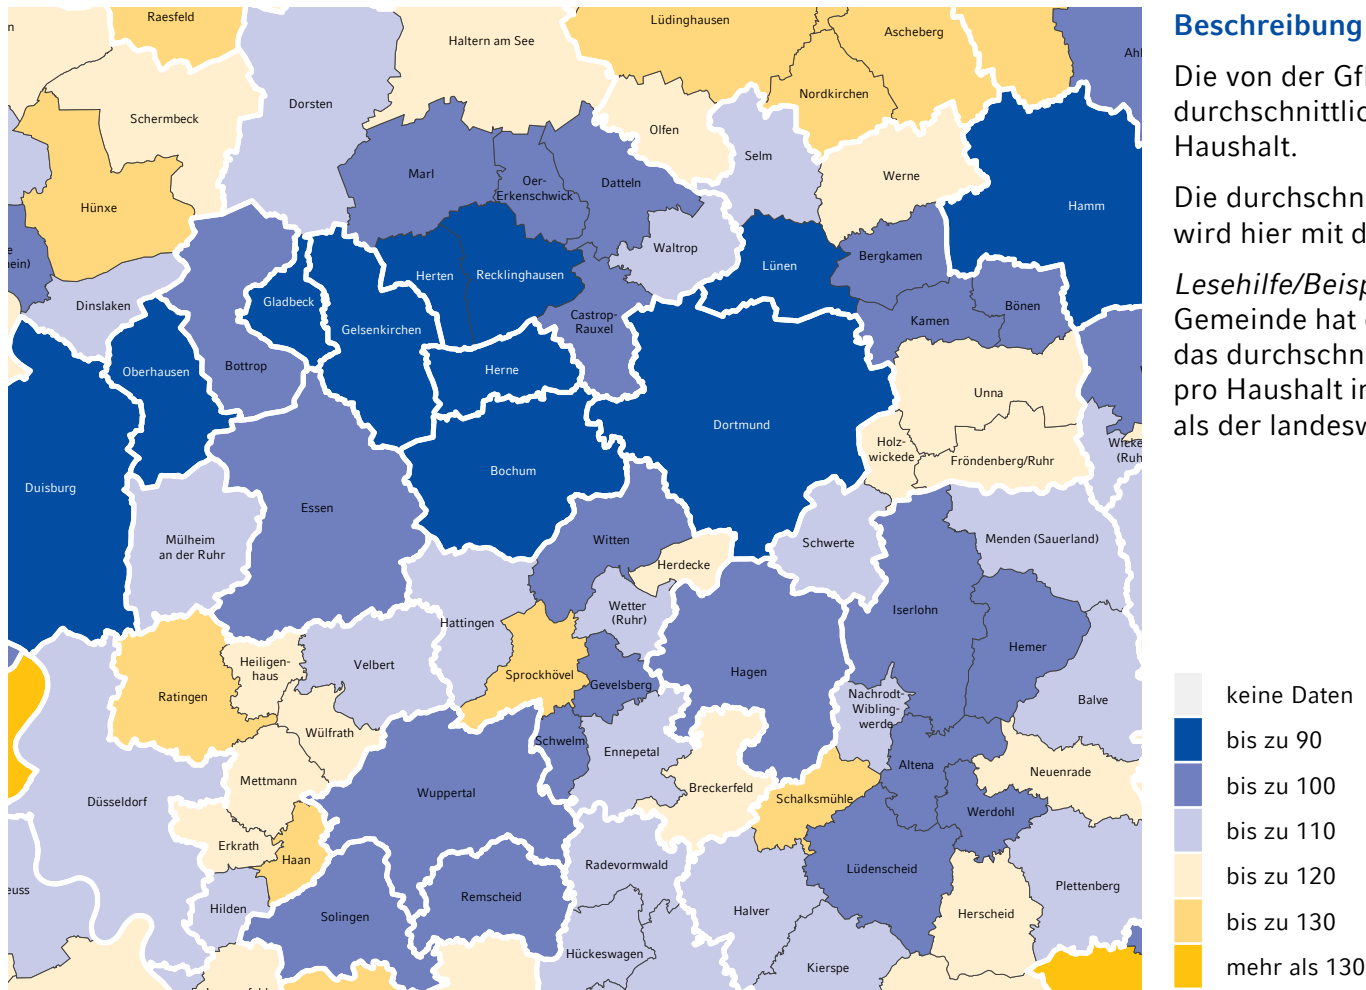 Raesfeld
Lüdinghausen
Ascheberg
Haltern am See
Dorsten
Nordkirchen
Schermbeck
Olfen
Selm
Marl
Oer-
Erkenschwick
Datteln
Werne
Hamm
Hünxe
Waltrop
Bergkamen
Lünen
Herten
Recklinghausen
Dinslaken
Gladbeck
Bönen
Castrop-
Rauxel
Kamen
Gelsenkirchen
Oberhausen
Bottrop
Herne
Unna
Dortmund
Holz-
wickede
Fröndenberg/Ruhr
Bochum
Duisburg
Essen
Mülheim
an der Ruhr
Witten
Schwerte
Menden (Sauerland)
Herdecke
Wetter
(Ruhr)
Iserlohn
Hattingen
Hemer
Heiligen-
haus
Velbert
Sprockhövel
Gevelsberg
Hagen
Ratingen
Nachrodt-
Wibling-
werde
Balve
Wülfrath
Schwelm
Ennepetal
Altena
Neuenrade
Mettmann
Breckerfeld
Düsseldorf
Wuppertal
Schalksmühle
Werdohl
Erkrath
Haan
Radevormwald
Lüdenscheid
Plettenberg
Remscheid
Hilden
Solingen
Halver
Herscheid
Hückeswagen
Kierspe
Beschreibung
Die von der Gf
durchschnittlic
Haushalt.
Die durchschn
wird hier mit d
Lesehilfe/Beisp
Gemeinde hat
das durchschn
pro Haushalt i
als der landesw
keine Daten
bis zu 90
bis zu 100
bis zu 110
bis zu 120
bis zu 130
mehr als 130